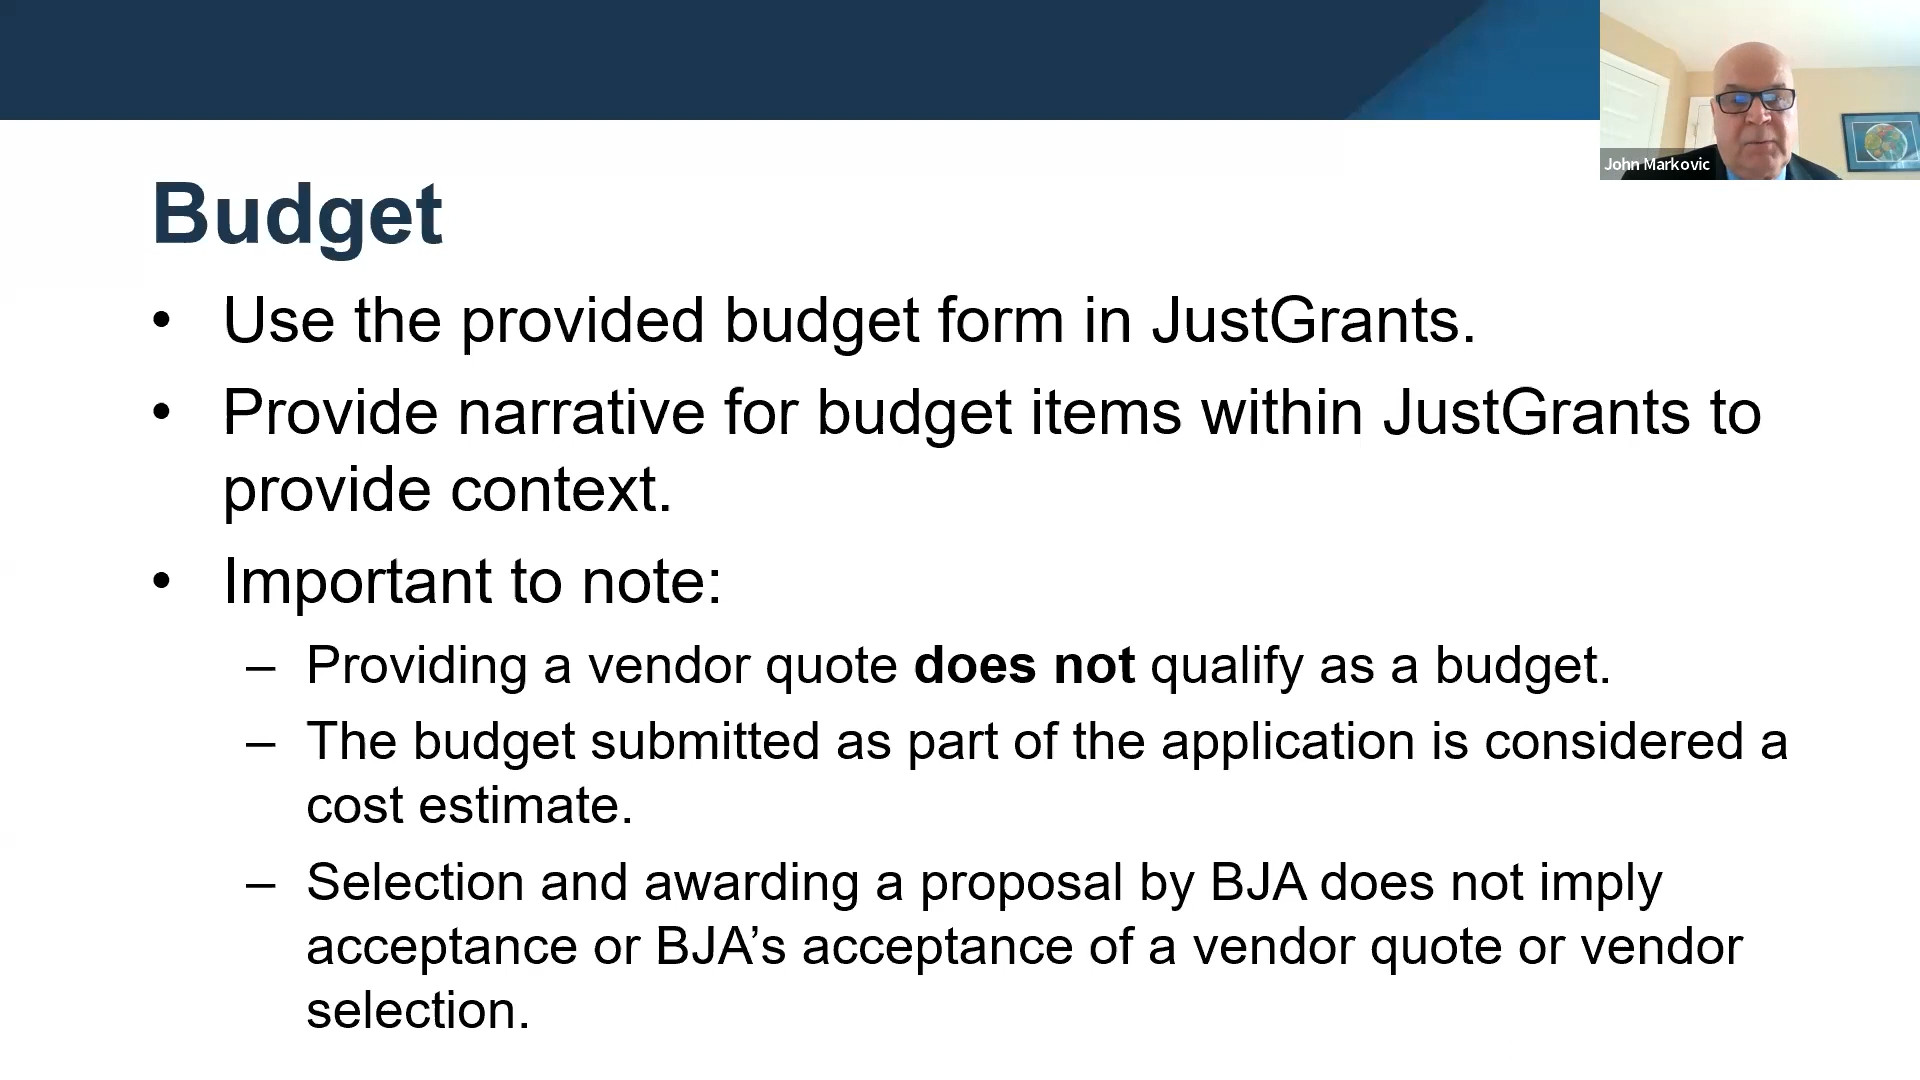 John Markovic
Budget
• Use the provided budget form in JustGrants.
• Provide narrative for budget items within JustGrants to
provide context.
• Important to note:
– Providing a vendor quote does not qualify as a budget.
– The budget submitted as part of the application is considered a
cost estimate.
– Selection and awarding a proposal by BJA does not imply
acceptance or BJA’s acceptance of a vendor quote or vendor
selection.